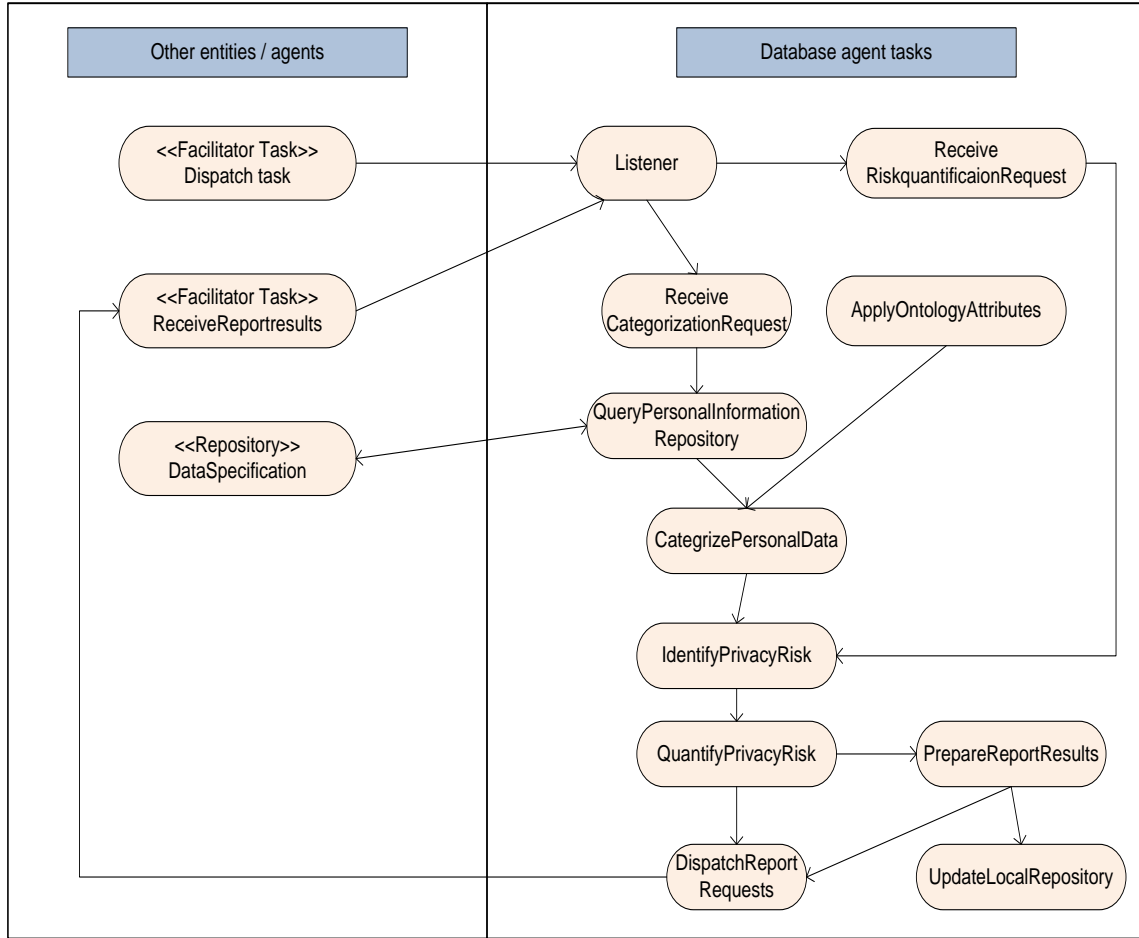 Other entities / agents
Database agent tasks
<<Facilitator Task>>
Dispatch task
Listener
Receive
RiskquantificaionRequest
<<Facilitator Task>>
ReceiveReportresults
Receive
CategorizationRequest
ApplyOntologyAttributes
<<Repository>>
DataSpecification
QueryPersonalInformation
Repository
CategrizePersonalData
IdentifyPrivacyRisk
QuantifyPrivacyRisk
PrepareReportResults
DispatchReport
Requests
UpdateLocalRepository